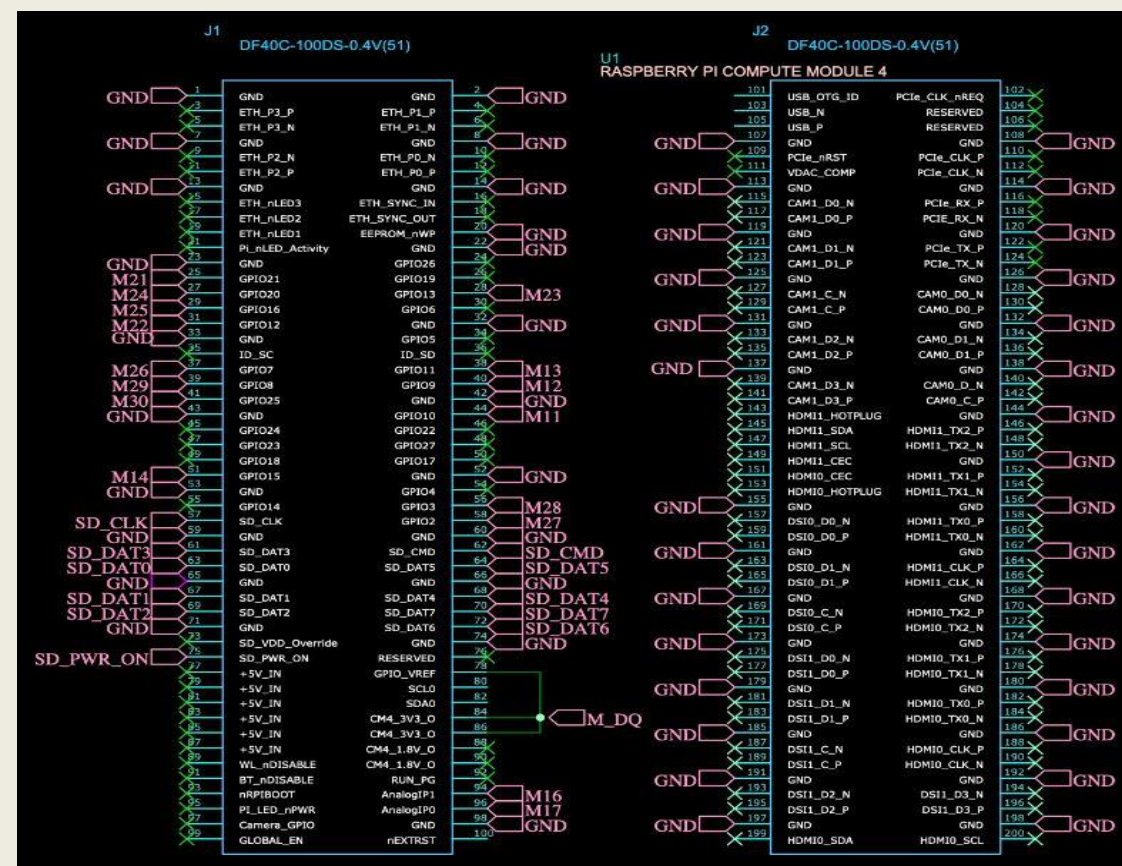 J1
DF40C-100DS-0.4V(51)
GND 1 GND GND 2 GND
3 ETH_P3_P ETH_P1_P 4
5 ETH_P3_N ETH_P1_N 6
GND 7 GND GND 8 GND
9 ETH_P2_N ETH_P0_N 10
11 ETH_P2_P ETH_P0_P 12
GND 13 GND GND 14 GND
15 ETH_nLED3 ETH_SYNC_IN 16
17 ETH_nLED2 ETH_SYNC_OUT 18
19 ETH_nLED1 EEPROM_nWP 20 GND
21 Pi_nLED_Activity GND 22 GND
GND 23 GND GPIO26 24
M21 25 GPIO21 GPIO19 26
M24 27 GPIO20 GPIO13 28 M23
M25 29 GPIO16 GPIO6 30
M22 31 GPIO12 GND 32 GND
GND 33 GND GPIO5 34
35 ID_SC ID_SD 36
M26 37 GPIO7 GPIO11 38 M13
M29 39 GPIO8 GPIO9 40 M12
M30 41 GPIO25 GND 42 GND
GND 43 GND GPIO10 44 M11
45 GPIO24 GPIO22 46
47 GPIO23 GPIO27 48
49 GPIO18 GPIO17 50
M14 51 GPIO15 GND 52 GND
GND 53 GND GPIO4 54
55 GPIO14 GPIO3 56 M28
SD_CLK 57 SD_CLK GPIO2 58 M27
GND 59 GND GND 60 GND
SD_DAT3 61 SD_DAT3 SD_CMD 62 SD_CMD
SD_DAT0 63 SD_DAT0 SD_DAT5 64 SD_DAT5
GND 65 GND GND 66 GND
SD_DAT1 67 SD_DAT1 SD_DAT4 68 SD_DAT4
SD_DAT2 69 SD_DAT2 SD_DAT7 70 SD_DAT7
GND 71 GND SD_DAT6 72 SD_DAT6
73 SD_VDD_Override GND 74 GND
SD_PWR_ON 75 SD_PWR_ON RESERVED 76
77 +5V_IN GPIO_VREF 78
79 +5V_IN SCL0 80
81 +5V_IN SDA0 82
83 +5V_IN CM4_3V3_O 84 M_DQ
85 +5V_IN CM4_3V3_O 86
87 +5V_IN CM4_1.8V_O 88
89 WL_nDISABLE CM4_1.8V_O 90
91 BT_nDISABLE RUN_PG 92
93 nRPIBOOT AnalogIP1 94 M16
95 PI_LED_nPWR AnalogIP0 96 M17
97 Camera_GPIO GND 98 GND
99 GLOBAL_EN nEXTRST 100
J2
DF40C-100DS-0.4V(51)
U1
RASPBERRY PI COMPUTE MODULE 4
101 USB_OTG_ID PCIe_CLK_nREQ 102
103 USB_N RESERVED 104
105 USB_P RESERVED 106
GND 107 GND GND 108 GND
109 PCIe_nRST PCIe_CLK_P 110
111 VDAC_COMP PCIe_CLK_N 112
GND 113 GND GND 114 GND
115 CAM1_D0_N PCIe_RX_P 116
117 CAM1_D0_P PCIE_RX_N 118
GND 119 GND GND 120 GND
121 CAM1_D1_N PCIe_TX_P 122
123 CAM1_D1_P PCIe_TX_N 124
GND 125 GND GND 126 GND
127 CAM1_C_N CAM0_D0_N 128
129 CAM1_C_P CAM0_D0_P 130
GND 131 GND GND 132 GND
133 CAM1_D2_N CAM0_D1_N 134
135 CAM1_D2_P CAM0_D1_P 136
GND 137 GND GND 138 GND
139 CAM1_D3_N CAM0_D_N 140
141 CAM1_D3_P CAM0_C_P 142
143 HDMI1_HOTPLUG GND 144 GND
145 HDMI1_SDA HDMI1_TX2_P 146
147 HDMI1_SCL HDMI1_TX2_N 148
149 HDMI1_CEC GND 150 GND
151 HDMI0_CEC HDMI1_TX1_P 152
153 HDMI0_HOTPLUG HDMI1_TX1_N 154
GND 155 GND GND 156 GND
157 DSI0_D0_N HDMI1_TX0_P 158
159 DSI0_D0_P HDMI1_TX0_N 160
GND 161 GND GND 162 GND
163 DSI0_D1_N HDMI1_CLK_P 164
165 DSI0_D1_P HDMI1_CLK_N 166
GND 167 GND GND 168 GND
169 DSI0_C_N HDMI0_TX2_P 170
171 DSI0_C_P HDMI0_TX2_N 172
GND 173 GND GND 174 GND
175 DSI1_D0_N HDMI0_TX1_P 176
177 DSI1_D0_P HDMI0_TX1_N 178
GND 179 GND GND 180 GND
181 DSI1_D1_N HDMI0_TX0_P 182
183 DSI1_D1_P HDMI0_TX0_N 184
GND 185 GND GND 186 GND
187 DSI1_C_N HDMI0_CLK_P 188
189 DSI1_C_P HDMI0_CLK_N 190
GND 191 GND GND 192 GND
193 DSI1_D2_N DSI1_D3_N 194
195 DSI1_D2_P DSI1_D3_P 196
GND 197 GND GND 198 GND
199 HDMI0_SDA HDMI0_SCL 200